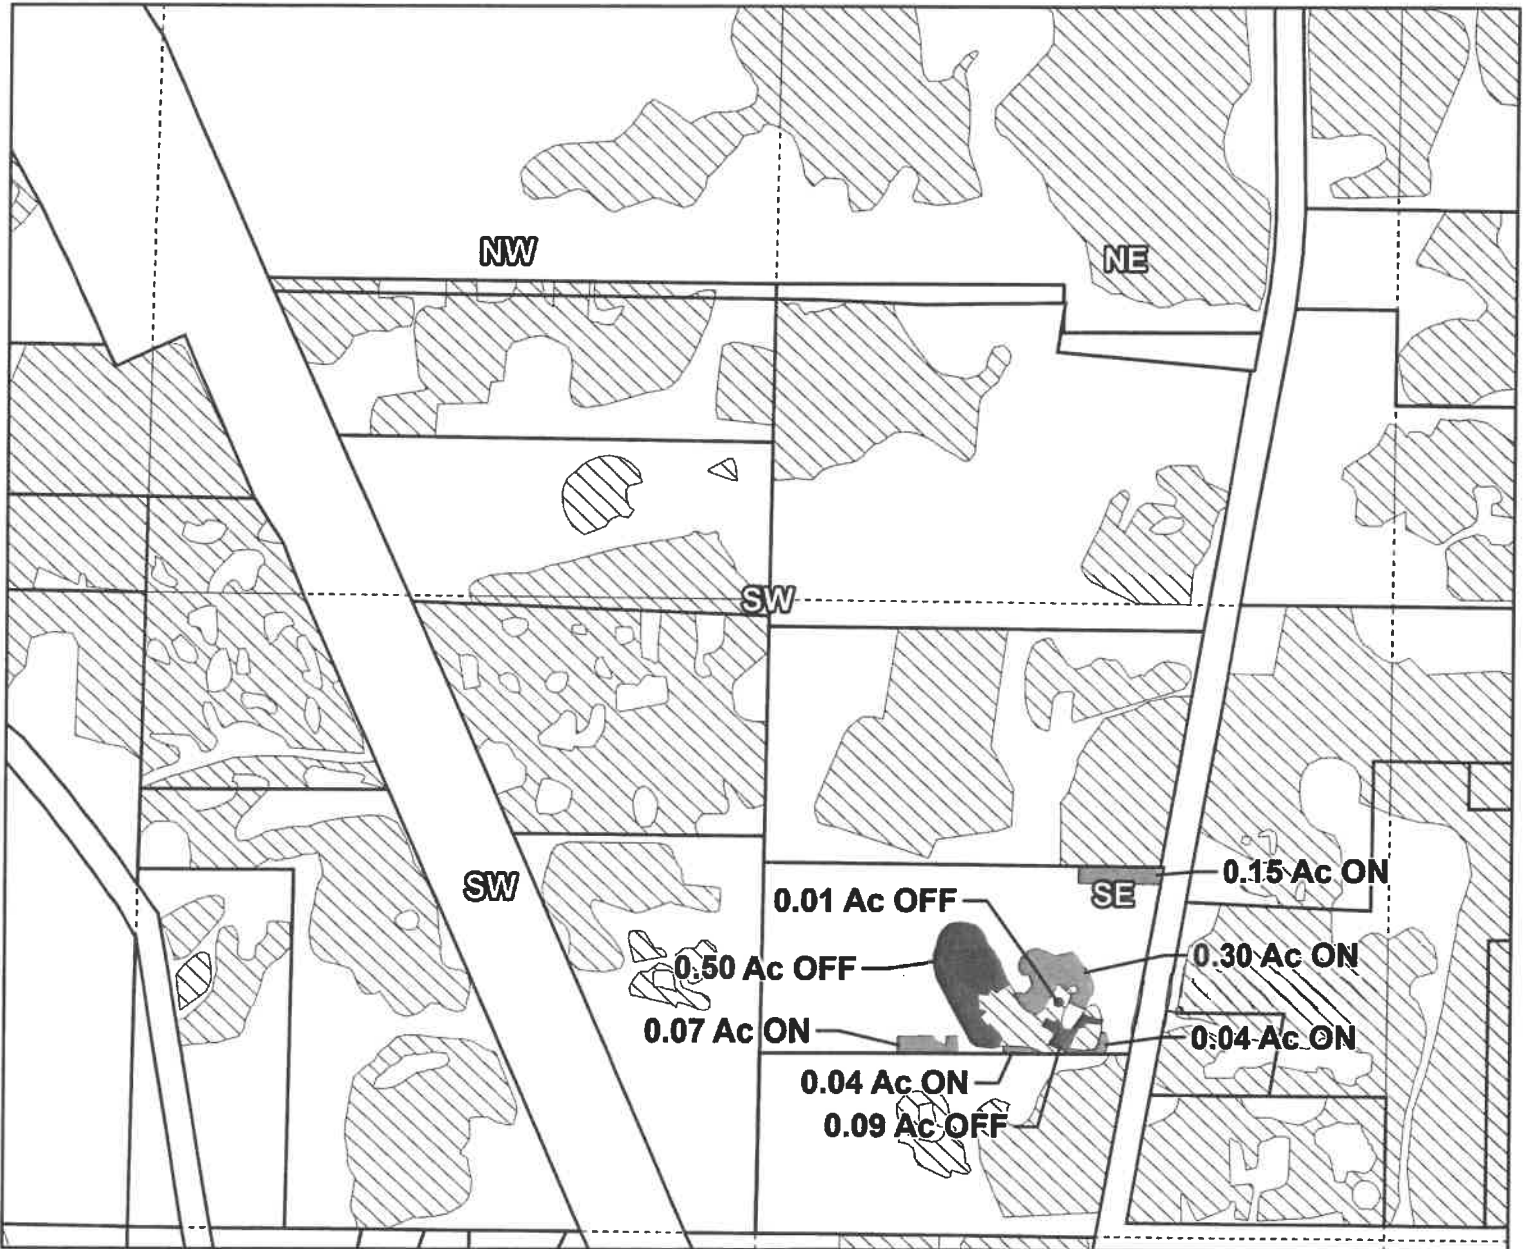 NW
NE
SW
0.15 Ac ON
SW
SE
0.01 Ac OFF
0.30 Ac ON
0.50 Ac OFF
0.07 Ac ON
0.04 Ac ON
0.04 Ac ON
0.09 Ac OFF